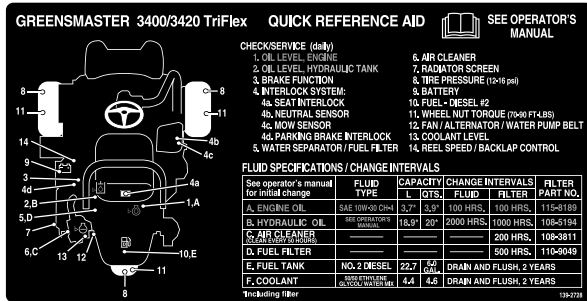 GREENSMASTER 3400/3420 TriFlex QUICK REFERENCE AID
SEE OPERATOR'S
MANUAL
CHECK/SERVICE (daily)
1. OIL LEVEL, ENGINE
2. OIL LEVEL, HYDRAULIC TANK
3. BRAKE FUNCTION
4. INTERLOCK SYSTEM:
4a. SEAT INTERLOCK
4b. NEUTRAL SENSOR
4c. MOW SENSOR
4d. PARKING BRAKE INTERLOCK
5. WATER SEPARATOR / FUEL FILTER
6. AIR CLEANER
7. RADIATOR SCREEN
8. TIRE PRESSURE (12-16 psi)
9. BATTERY
10. FUEL - DIESEL #2
11. WHEEL NUT TORQUE (70-90 FT-LBS)
12. FAN / ALTERNATOR / WATER PUMP BELT
13. COOLANT LEVEL
14. REEL SPEED / BACKLAP CONTROL
8
11
8
11
14
9
3
4d
2,B
5,D
7
6,C
13
12
4b
4c
4a
1,A
10,E
11
8
FLUID SPECIFICATIONS / CHANGE INTERVALS
See operator's manual for initial change FLUID TYPE CAPACITY L QTS. CHANGE INTERVALS FLUID FILTER FILTER PART NO.
A. ENGINE OIL SAE 10W-30 CH-4 3,7* 3,9* 100 HRS. 100 HRS. 115-8189
B. HYDRAULIC OIL SEE OPERATOR'S MANUAL 18.9* 20* 2000 HRS. 1000 HRS. 108-5194
C. AIR CLEANER (CLEAN EVERY 50 HOURS) 200 HRS. 108-3811
D. FUEL FILTER 500 HRS. 110-9049
E. FUEL TANK NO. 2 DIESEL 22.7 6.0 GAL. DRAIN AND FLUSH, 2 YEARS
F. COOLANT 50/50 ETHYLENE GLYCOL/ WATER MIX 4.4 4.6 DRAIN AND FLUSH, 2 YEARS
*Including filter
133-2728